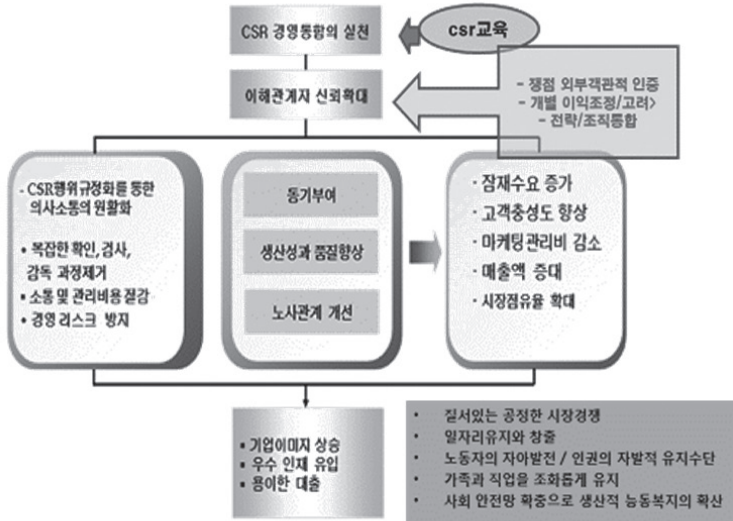 CSR 경영통합의 실천
csr교육
이해관계자 신뢰확대
- 쟁점 외부객관적 인증
- 개별 이익조정/고려>
- 전략/조직통합
- CSR행위규정화를 통한
의사소통의 원활화
▪ 복잡한 확인, 검사,
감독 과정제거
▪ 소통 및 관리비용 절감
▪ 경영 리스크 방지
동기부여
생산성과 품질향상
노사관계 개선
· 잠재수요 증가
· 고객충성도 향상
· 마케팅관리비 감소
· 매출액 증대
· 시장점유율 확대
▪ 기업이미지 상승
▪ 우수 인재 유입
▪ 용이한 대출
• 질서있는 공정한 시장경쟁
• 일자리유지와 창출
• 노동자의 자아발전 / 인권의 자발적 유지수단
• 가족과 직업을 조화롭게 유지
• 사회 안전망 확충으로 생산적 능동복지의 확산